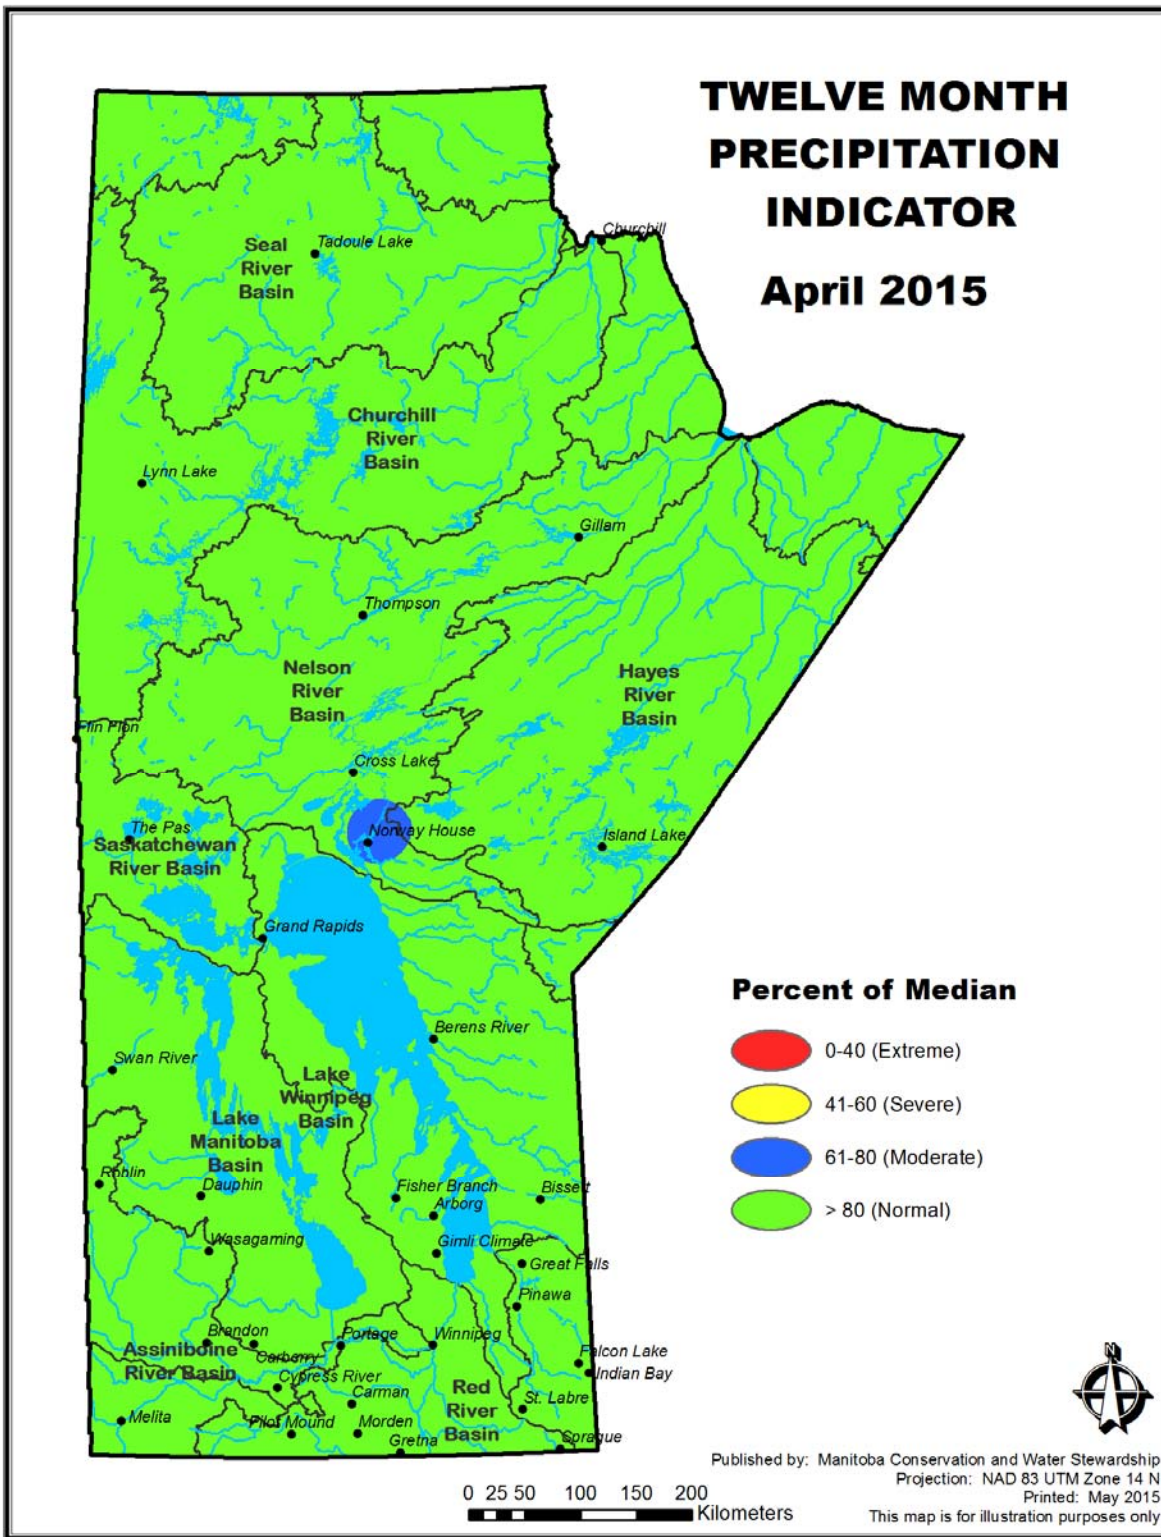 TWELVE MONTH
PRECIPITATION
INDICATOR
April 2015
Churchill
Seal
River
Basin
Tadoule Lake
Churchill
River
Basin
Lynn Lake
Gillam
Thompson
Nelson
River
Basin
Hayes
River
Basin
Flin Flon
Cross Lake
The Pas
Norway House
Island Lake
Saskatchewan
River Basin
Grand Rapids
Berens River
Swan River
Lake
Winnipeg
Basin
Lake
Manitoba
Basin
Roblin
Dauphin
Fisher Branch
Bissett
Arborg
Wasagaming
Gimli Climate
Great Falls
Pinawa
Brandon
Carberry
Portage
Winnipeg
Assiniboine
River Basin
Falcon Lake
Indian Bay
Cypress River
Carman
Red
River
Basin
St. Labre
Melita
Pilot Mound
Morden
Gretna
Sprague
Percent of Median
0-40 (Extreme)
41-60 (Severe)
61-80 (Moderate)
> 80 (Normal)
N
0 25 50 100 150 200
Kilometers
Published by: Manitoba Conservation and Water Stewardship
Projection: NAD 83 UTM Zone 14 N
Printed: May 2015
This map is for illustration purposes only